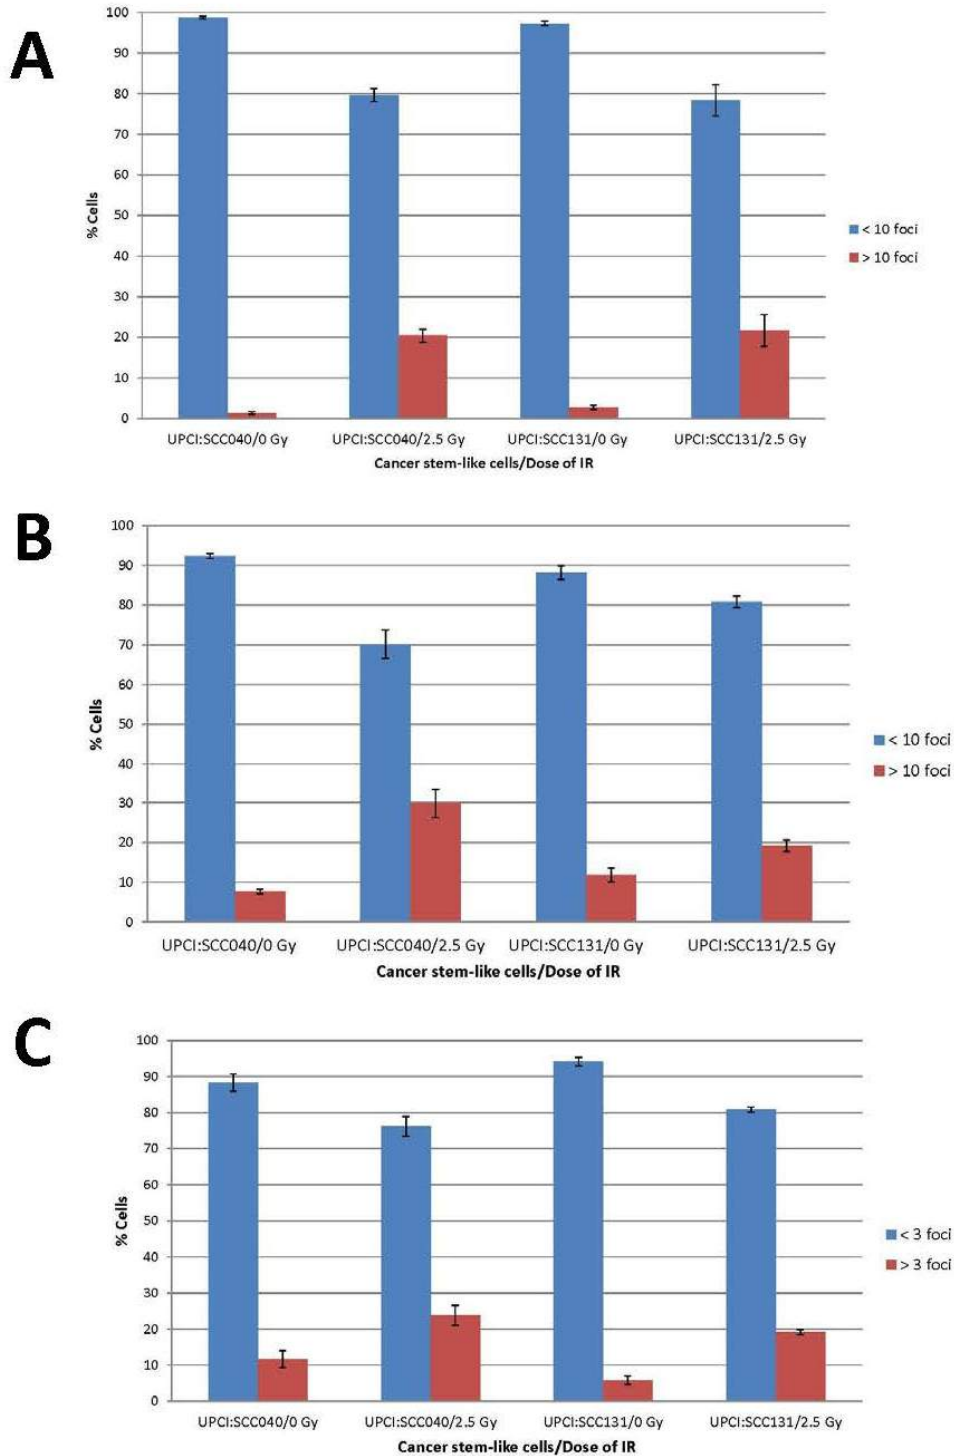 A
100
90
80
70
60
50
40
30
20
10
0
% Cells
UPCI:SCC040/0 Gy UPCI:SCC040/2.5 Gy UPCI:SCC131/0 Gy UPCI:SCC131/2.5 Gy
Cancer stem-like cells/Dose of IR
< 10 foci
> 10 foci
B
100
90
80
70
60
50
40
30
20
10
0
% Cells
UPCI:SCC040/0 Gy UPCI:SCC040/2.5 Gy UPCI:SCC131/0 Gy UPCI:SCC131/2.5 Gy
Cancer stem-like cells/Dose of IR
< 10 foci
> 10 foci
C
100
90
80
70
60
50
40
30
20
10
0
% Cells
UPCI:SCC040/0 Gy UPCI:SCC040/2.5 Gy UPCI:SCC131/0 Gy UPCI:SCC131/2.5 Gy
Cancer stem-like cells/Dose of IR
< 3 foci
> 3 foci